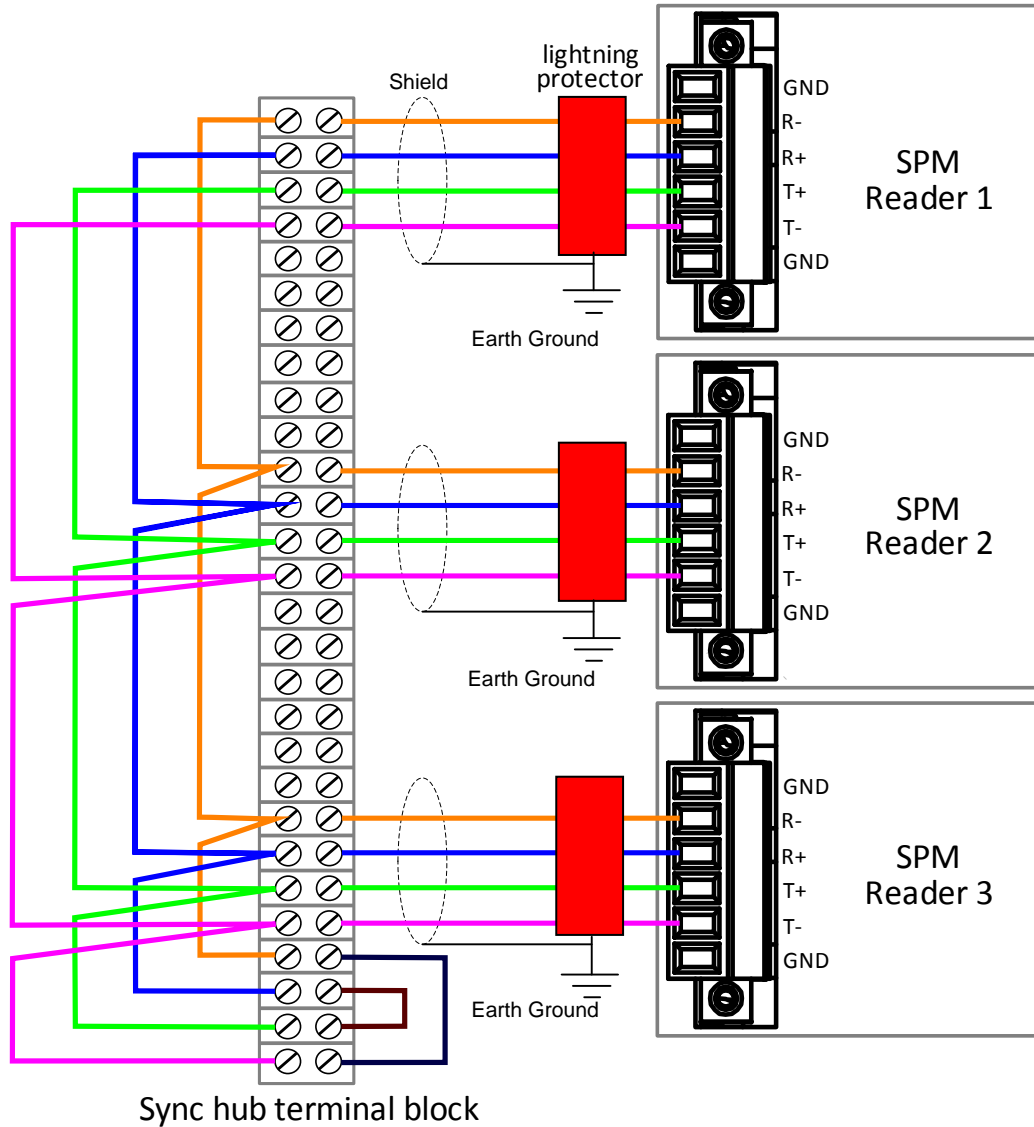 Shield
lightning
protector
GND
R-
R+
T+
T-
GND
SPM
Reader 1
Earth Ground
GND
R-
R+
T+
T-
GND
SPM
Reader 2
Earth Ground
GND
R-
R+
T+
T-
GND
SPM
Reader 3
Earth Ground
Sync hub terminal block